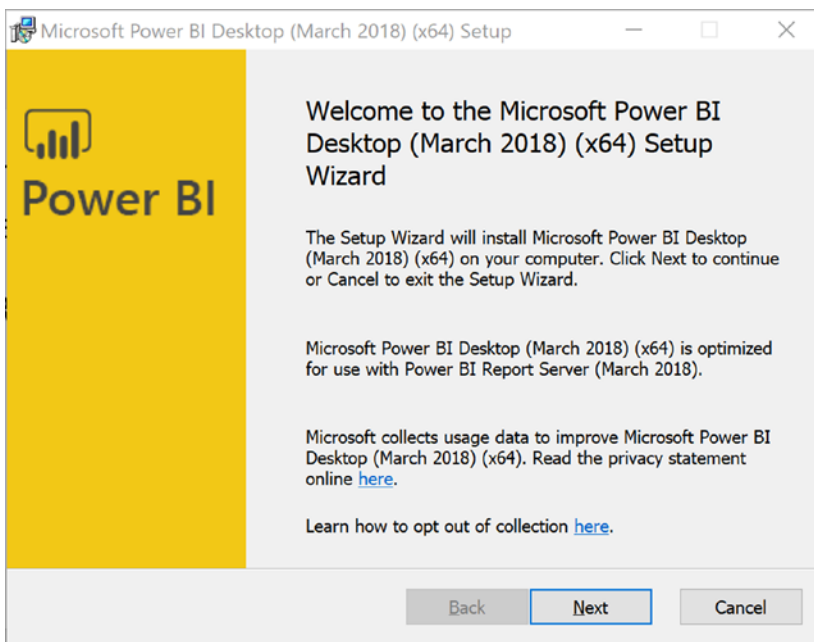 Microsoft Power BI Desktop (March 2018) (x64) Setup
Power BI
Welcome to the Microsoft Power BI
Desktop (March 2018) (x64) Setup
Wizard
The Setup Wizard will install Microsoft Power BI Desktop
(March 2018) (x64) on your computer. Click Next to continue
or Cancel to exit the Setup Wizard.
Microsoft Power BI Desktop (March 2018) (x64) is optimized
for use with Power BI Report Server (March 2018).
Microsoft collects usage data to improve Microsoft Power BI
Desktop (March 2018) (x64). Read the privacy statement
online here.
Learn how to opt out of collection here.
Back
Next
Cancel